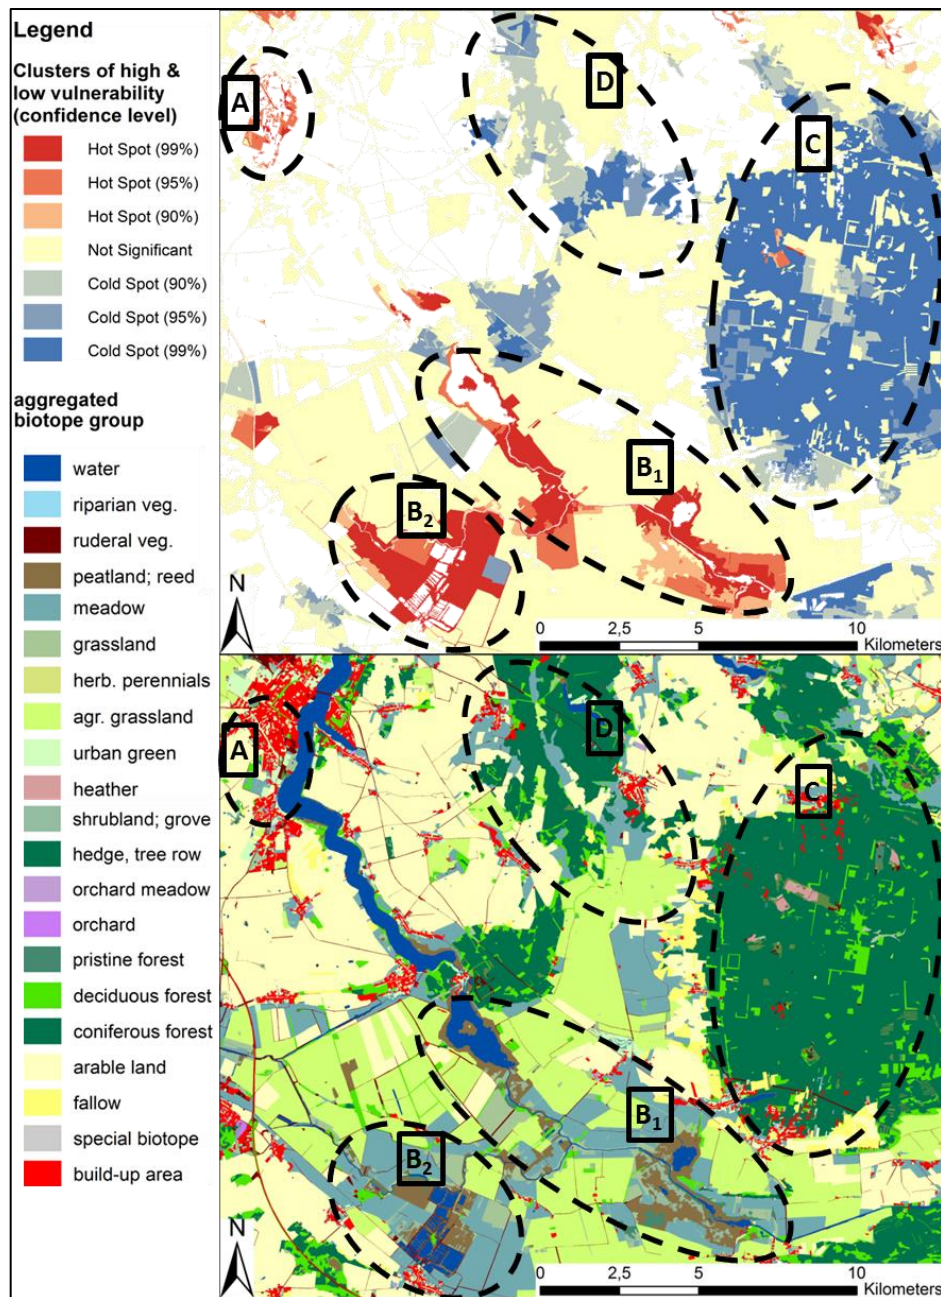 Legend
Clusters of high &
low vulnerability
(confidence level)
Hot Spot (99%)
Hot Spot (95%)
Hot Spot (90%)
Not Significant
Cold Spot (90%)
Cold Spot (95%)
Cold Spot (99%)
aggregated
biotope group
water
riparian veg.
ruderal veg.
peatland; reed
meadow
grassland
herb. perennials
agr. grassland
urban green
heather
shrubland; grove
hedge, tree row
orchard meadow
orchard
pristine forest
deciduous forest
coniferous forest
arable land
fallow
special biotope
build-up area
A
D
C
B1
B2
N
0 2,5 5 10
Kilometers
A
D
C
B1
B2
N
0 2,5 5 10
Kilometers